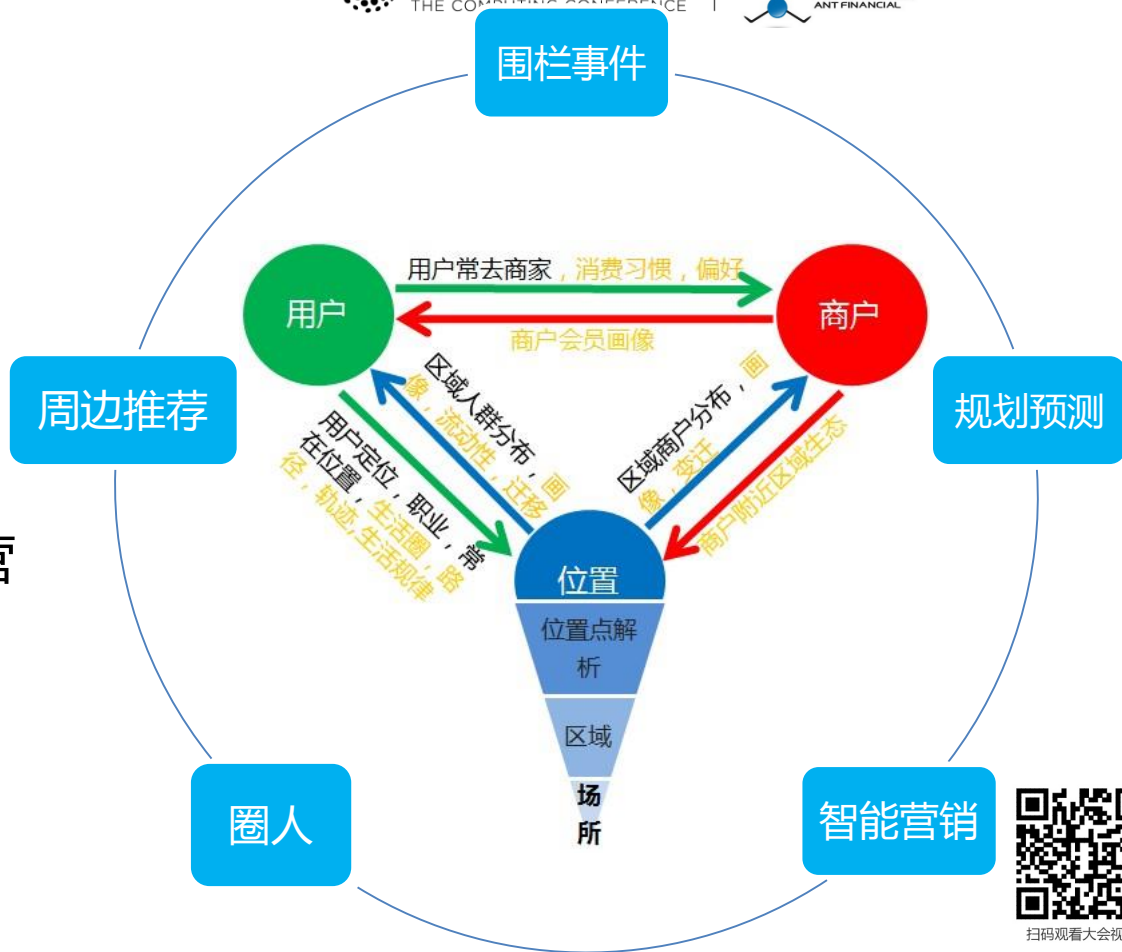 THE COMPUTING CONFERENCE
ANT FINANCIAL
围栏事件
用户
用户常去商家，消费习惯，偏好
商户会员画像
商户
周边推荐
规划预测
区域人群分布，画
像，流动性，迁移
用户定位，职业，常
在位置，生活圈，路
径，轨迹,生活规律
区域商户分布，画
像，变迁
商户附近区域生态
营
位置
位置点解
析
区域
场
所
圈人
智能营销
扫码观看大会视